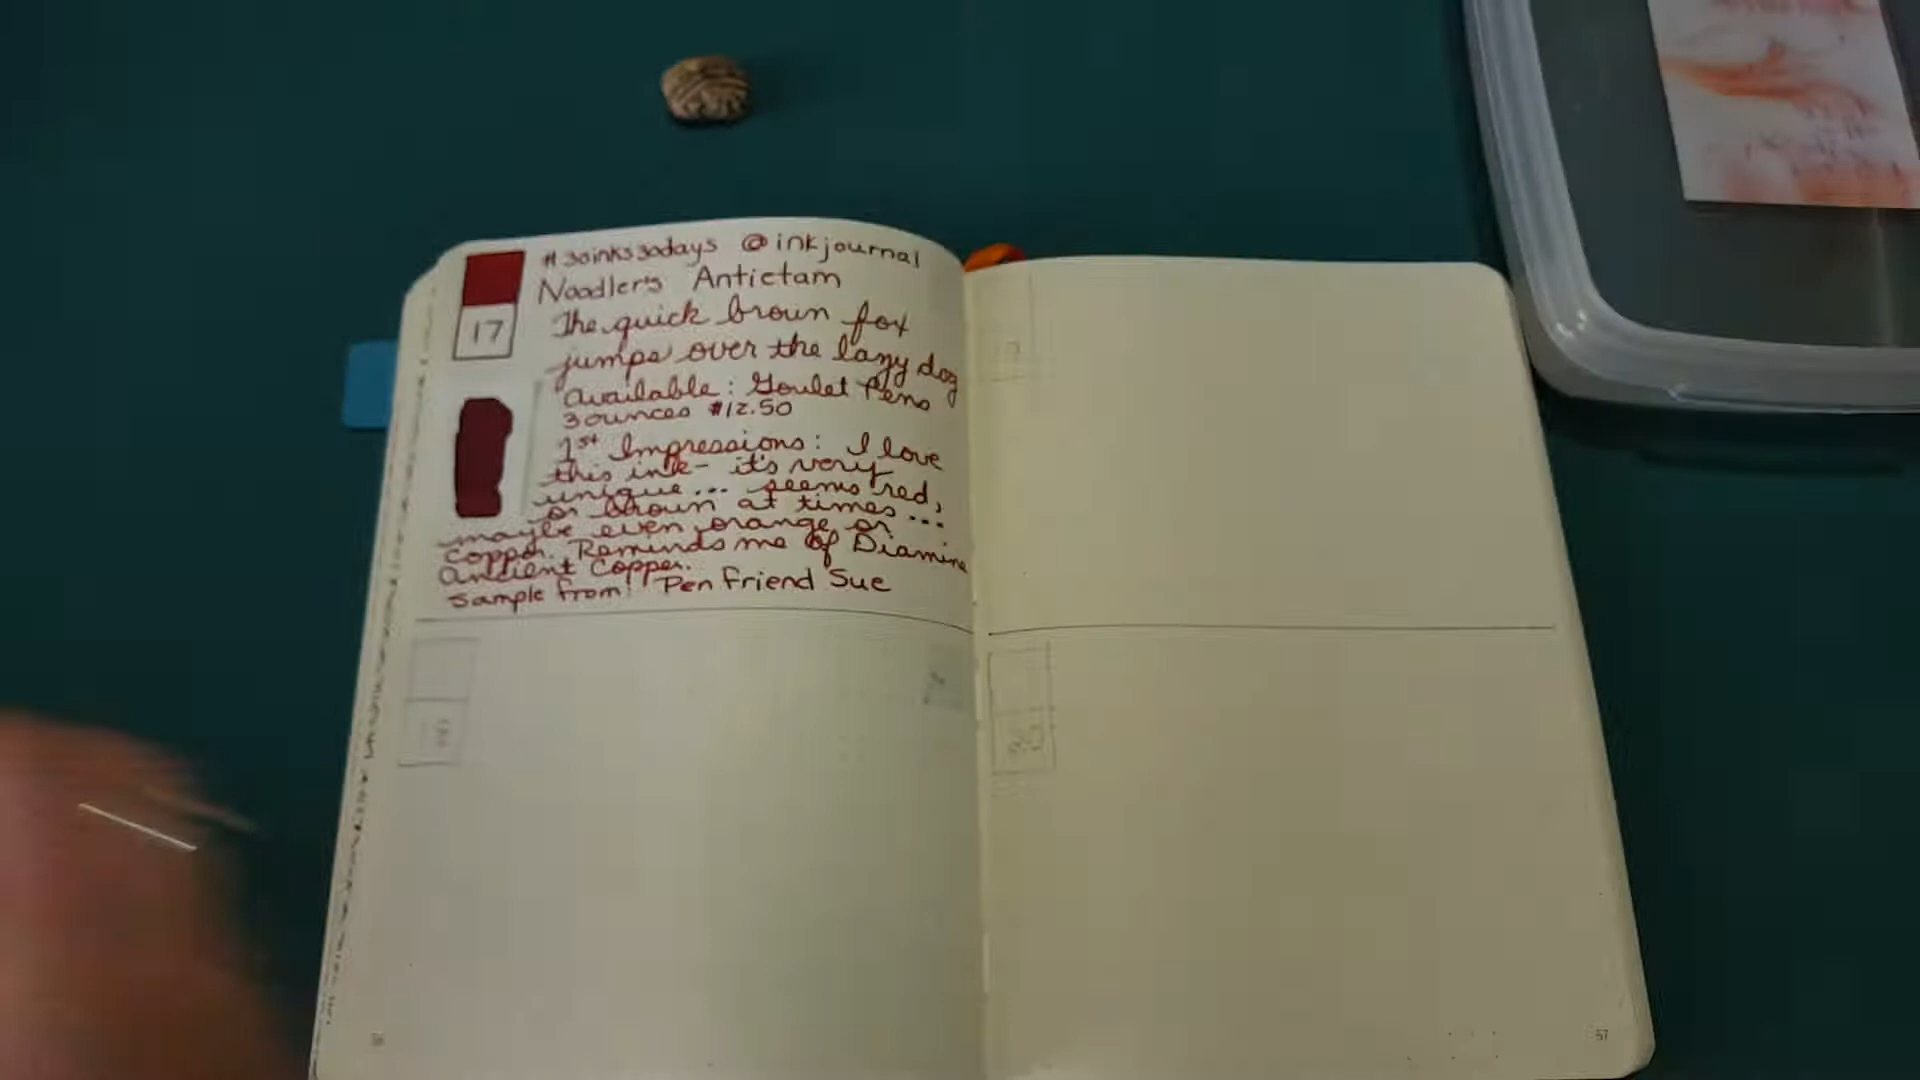 #30inks30days @inkjournal
Noodler's Antietam
17
The quick brown fox
jumps over the lazy dog
Available: Goulet Pens
3 ounces $12.50
1st Impressions: I love
this ink- it's very
unique... seems red,
or brown at times...
maybe even orange or
copper. Reminds me of Diamine
Ancient Copper.
Sample from: Pen Friend Sue
57